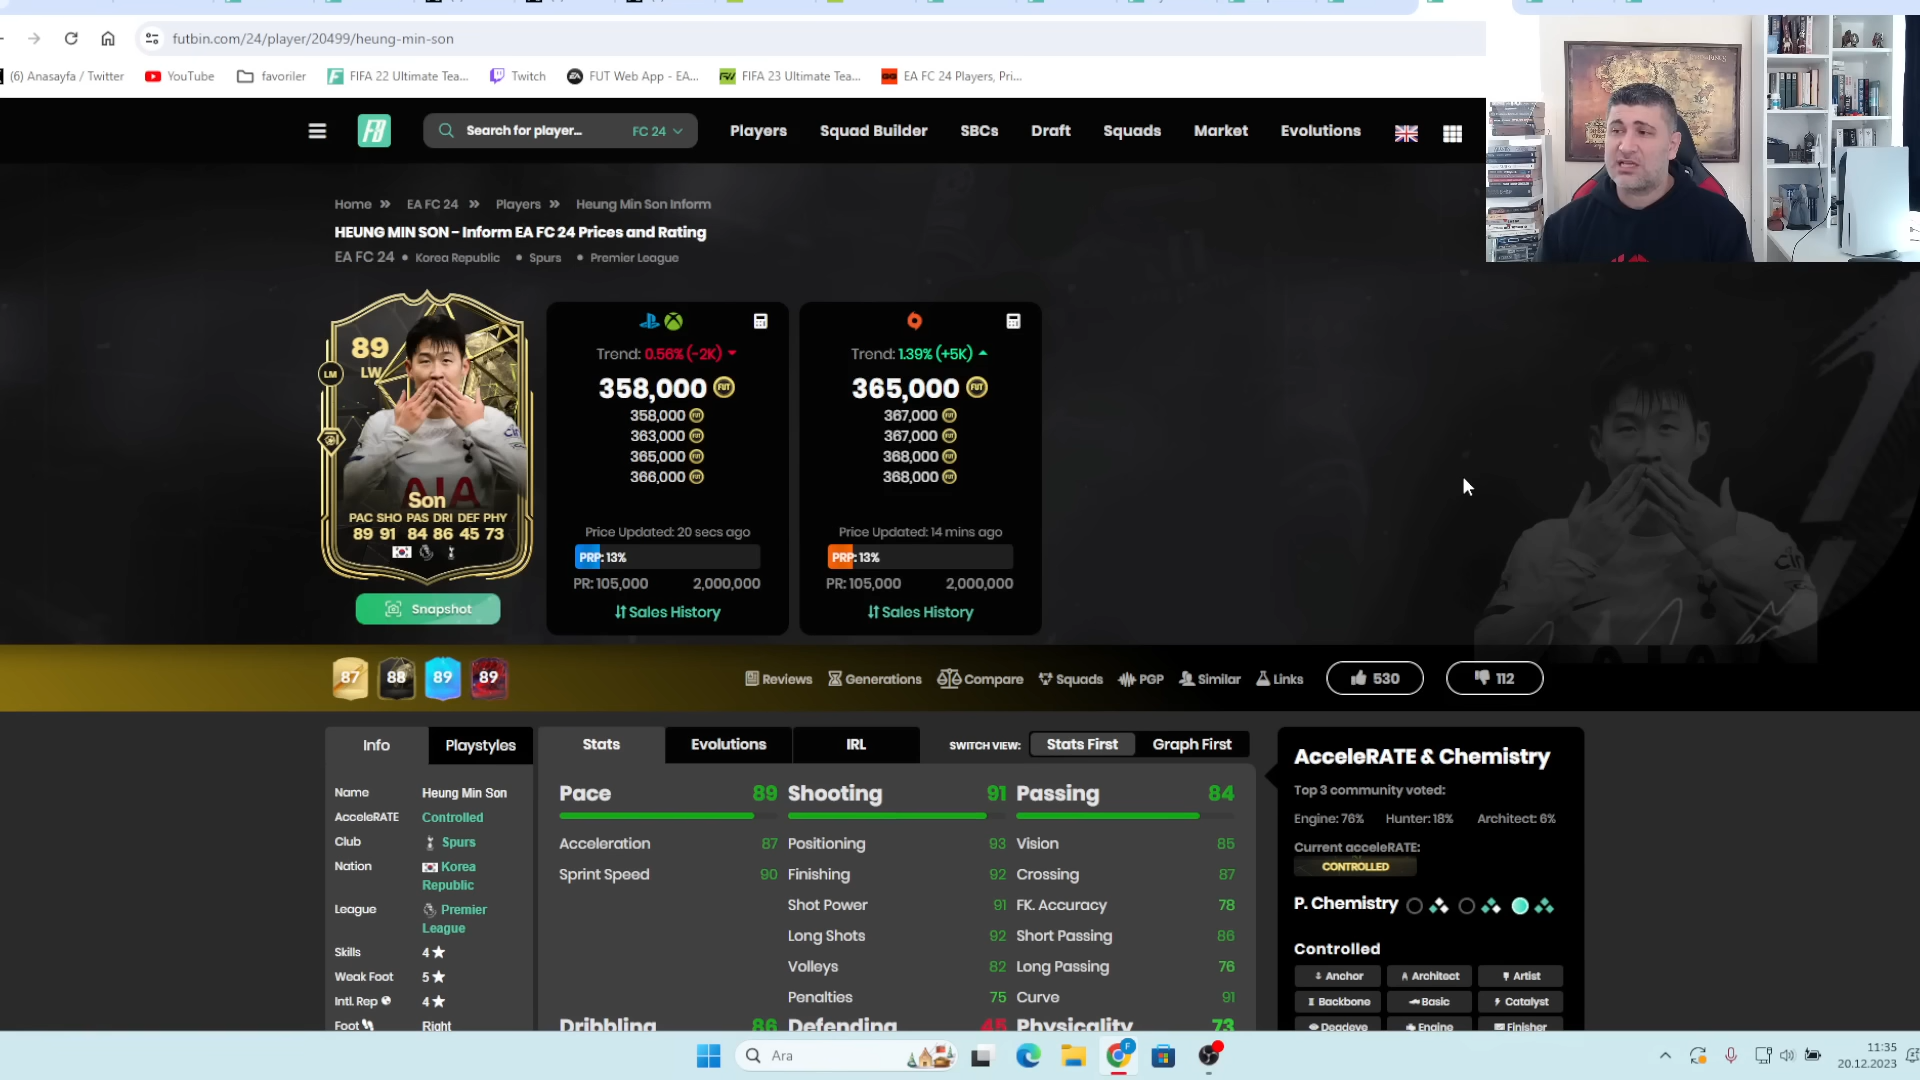 futbin.com/24/player/20499/heung-min-son
(6) Anasayfa / Twitter YouTube favoriler FIFA 22 Ultimate Tea... Twitch FUT Web App - EA... FIFA 23 Ultimate Tea... EA FC 24 Players, Pri...
Search for player... FC 24 Players Squad Builder SBCs Draft Squads Market Evolutions
Home » EA FC 24 » Players » Heung Min Son Inform
HEUNG MIN SON - Inform EA FC 24 Prices and Rating
EA FC 24 • Korea Republic • Spurs • Premier League
89
LW
LM
AIA
Son
PAC SHO PAS DRI DEF PHY
89 91 84 86 45 73
Snapshot
Trend: 0.56% (-2K)
358,000
358,000
363,000
365,000
366,000
Price Updated: 20 secs ago
PRP: 13%
PR: 105,000 2,000,000
Sales History
Trend: 1.39% (+5K)
365,000
367,000
367,000
368,000
368,000
Price Updated: 14 mins ago
PRP: 13%
PR: 105,000 2,000,000
Sales History
87 88 89 89
Reviews Generations Compare Squads PGP Similar Links 530 112
Info Playstyles
Name Heung Min Son
AcceleRATE Controlled
Club Spurs
Nation Korea
Republic
League Premier
League
Skills 4
Weak Foot 5
Intl. Rep 4
Foot Right
Stats Evolutions IRL SWITCH VIEW: Stats First Graph First
Pace 89 Shooting 91 Passing 84
Acceleration 87 Positioning 93 Vision 85
Sprint Speed 90 Finishing 92 Crossing 87
Shot Power 91 FK. Accuracy 78
Long Shots 92 Short Passing 86
Volleys 82 Long Passing 76
Penalties 75 Curve 91
Dribbling 86 Defending 45 Physicality 73
AcceleRATE & Chemistry
Top 3 community voted:
Engine: 76% Hunter: 18% Architect: 6%
Current acceleRATE:
CONTROLLED
P. Chemistry
Controlled
Anchor Architect Artist
Backbone Basic Catalyst
Deadeye Engine Finisher
Ara
11:35
20.12.2023